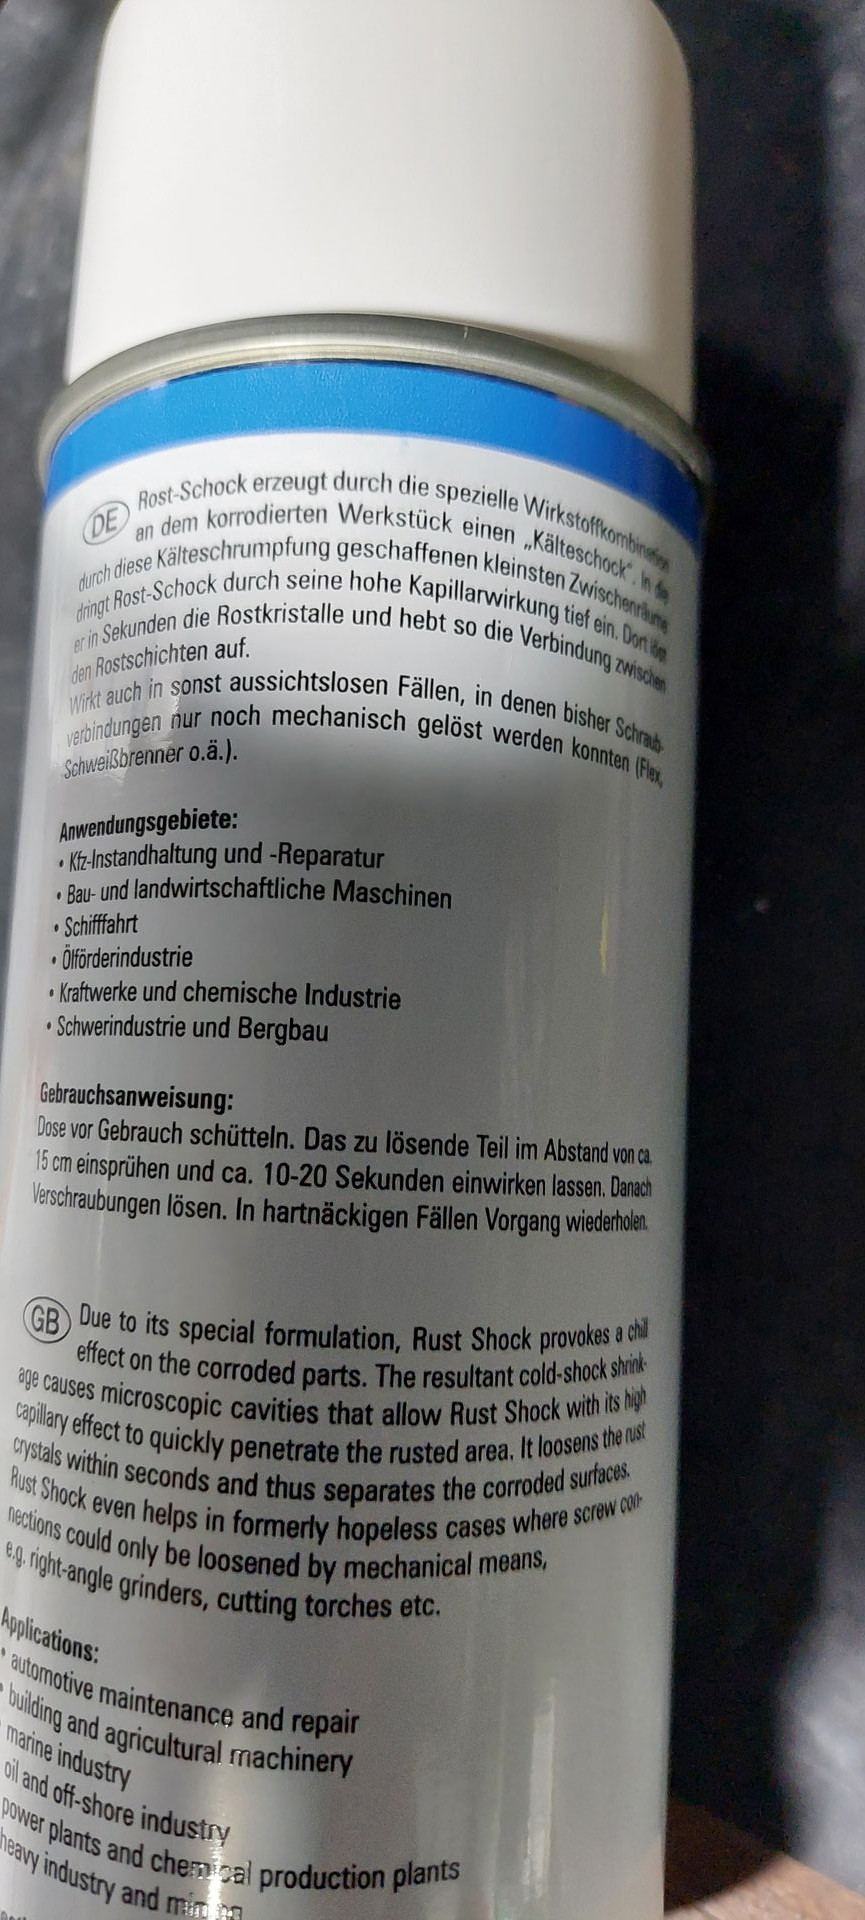 DE Rost-Schock erzeugt durch die spezielle Wirkstoffkombination
an dem korrodierten Werkstück einen „Kälteschock“. In die
durch diese Kälteschrumpfung geschaffenen kleinsten Zwischenräume
dringt Rost-Schock durch seine hohe Kapillarwirkung tief ein. Dort löst
er in Sekunden die Rostkristalle und hebt so die Verbindung zwischen
den Rostschichten auf.
Wirkt auch in sonst aussichtslosen Fällen, in denen bisher Schraub-
verbindungen nur noch mechanisch gelöst werden konnten (Flex,
Schweißbrenner o.ä.).
Anwendungsgebiete:
• Kfz-Instandhaltung und -Reparatur
• Bau- und landwirtschaftliche Maschinen
• Schifffahrt
• Ölförderindustrie
• Kraftwerke und chemische Industrie
• Schwerindustrie und Bergbau
Gebrauchsanweisung:
Dose vor Gebrauch schütteln. Das zu lösende Teil im Abstand von ca.
15 cm einsprühen und ca. 10-20 Sekunden einwirken lassen. Danach
Verschraubungen lösen. In hartnäckigen Fällen Vorgang wiederholen.
GB Due to its special formulation, Rust Shock provokes a chill
effect on the corroded parts. The resultant cold-shock shrink-
age causes microscopic cavities that allow Rust Shock with its high
capillary effect to quickly penetrate the rusted area. It loosens the rust
crystals within seconds and thus separates the corroded surfaces.
Rust Shock even helps in formerly hopeless cases where screw con-
nections could only be loosened by mechanical means,
e.g. right-angle grinders, cutting torches etc.
Applications:
• automotive maintenance and repair
• building and agricultural machinery
marine industry
oil and off-shore industry
power plants and chemical production plants
heavy industry and mining